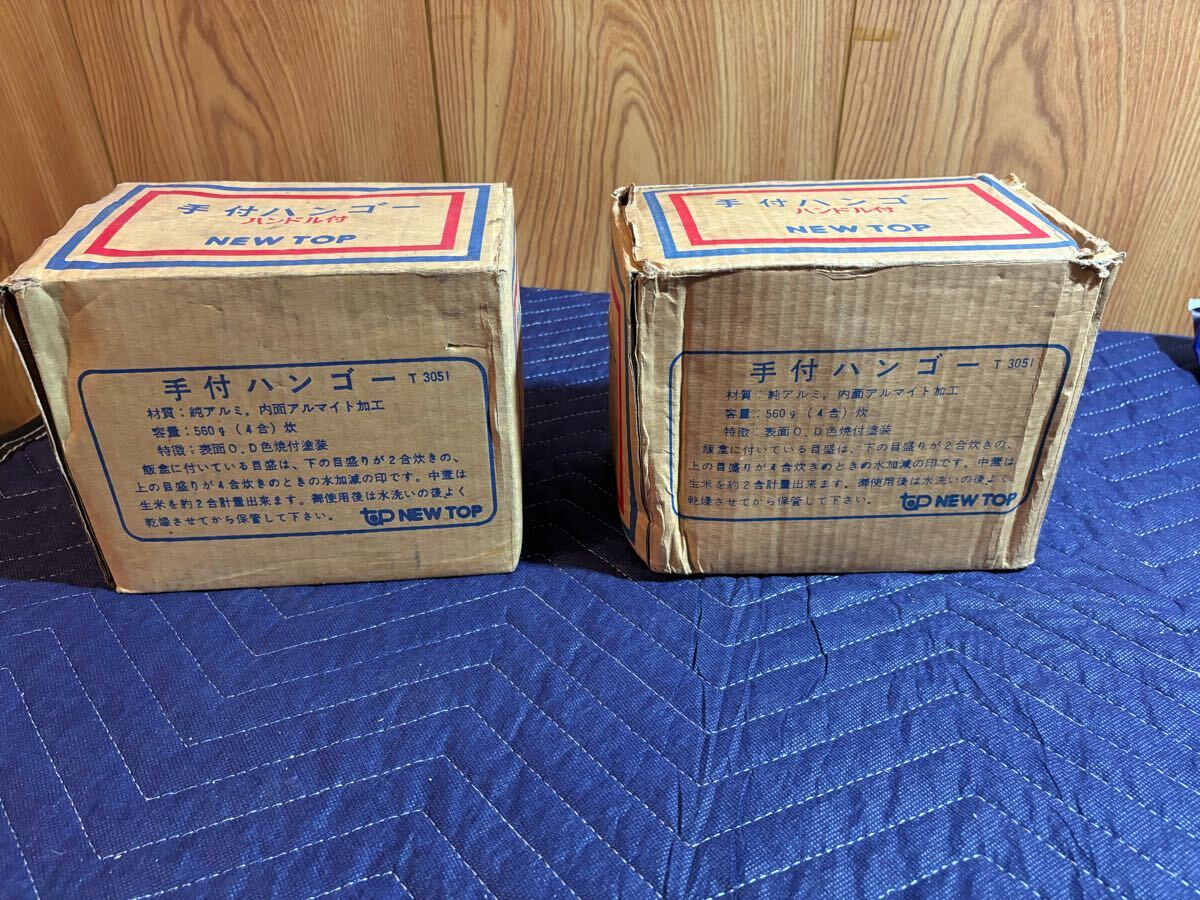 手付ハンゴー
ハンドル付
NEW TOP
手付ハンゴー T 3051
材質：純アルミ，内面アルマイト加工
容量：560g（4合）炊
特徴：表面O．D色焼付塗装
飯盒に付いている目盛は、下の目盛りが2合炊きの、
上の目盛りが4合炊きのときの水加減の印です。中蓋は
生米を約2合計量出来ます。御使用後は水洗いの後よく
乾燥させてから保管して下さい。 top NEW TOP
手付ハンゴー
ハンドル付
NEW TOP
手付ハンゴー T 3051
材質：純アルミ，内面アルマイト加工
容量：560g（4合）炊
特徴：表面O．D色焼付塗装
飯盒に付いている目盛は、下の目盛りが2合炊きの、
上の目盛りが4合炊きのときの水加減の印です。中蓋は
生米を約2合計量出来ます。御使用後は水洗いの後よく
乾燥させてから保管して下さい。 top NEW TOP